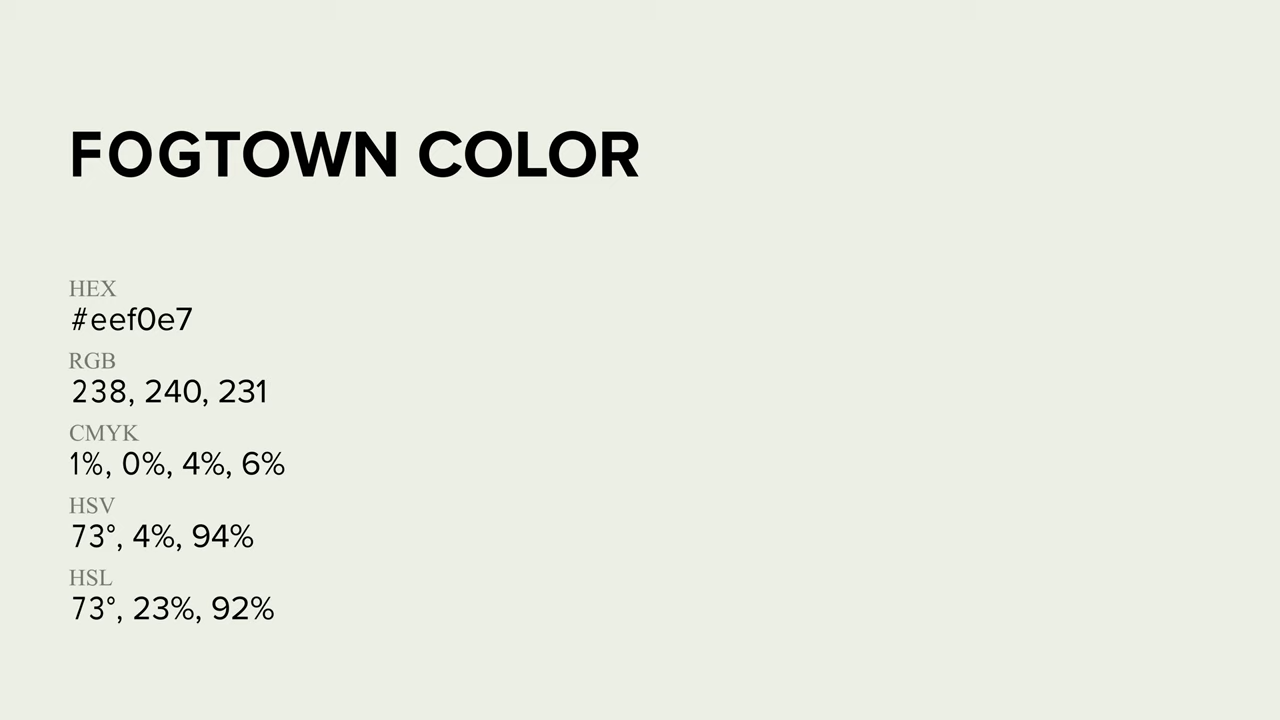 FOGTOWN COLOR
HEX
#eef0e7
RGB
238, 240, 231
CMYK
1%, 0%, 4%, 6%
HSV
73°, 4%, 94%
HSL
73°, 23%, 92%